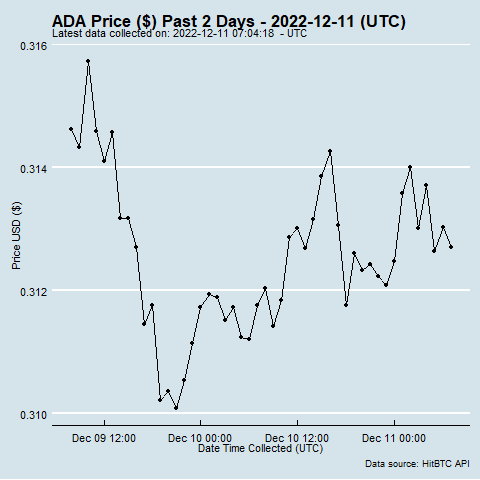 ADA Price ($) Past 2 Days - 2022-12-11 (UTC)
Latest data collected on: 2022-12-11 07:04:18  - UTC
0.316
0.314
0.312
0.310
Price USD ($)
Dec 09 12:00
Dec 10 00:00
Dec 10 12:00
Dec 11 00:00
Date Time Collected (UTC)
Data source: HitBTC API